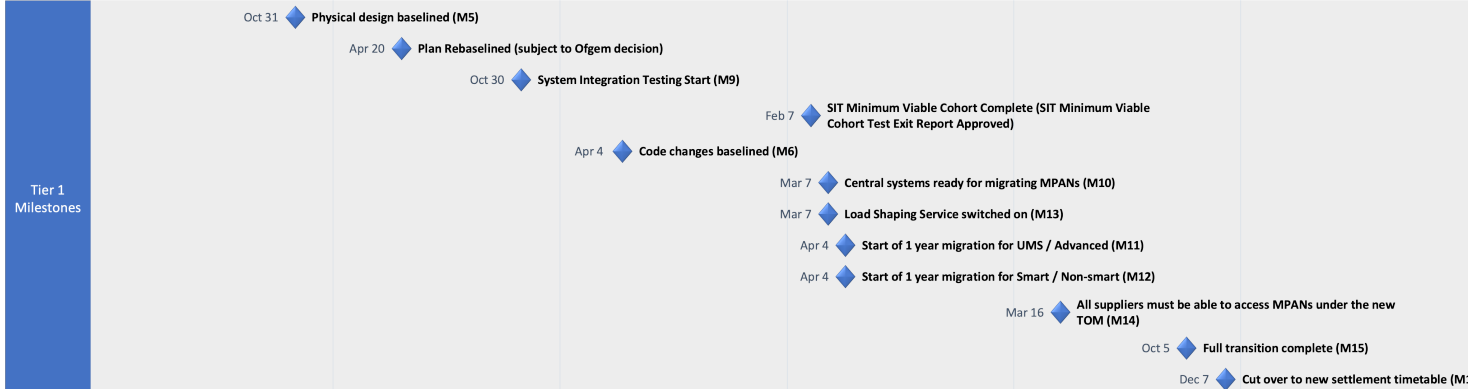 Oct 31 Physical design baselined (M5)
Apr 20 Plan Rebaselined (subject to Ofgem decision)
Oct 30 System Integration Testing Start (M9)
Feb 7 SIT Minimum Viable Cohort Complete (SIT Minimum Viable
Cohort Test Exit Report Approved)
Apr 4 Code changes baselined (M6)
Tier 1
Milestones
Mar 7 Central systems ready for migrating MPANs (M10)
Mar 7 Load Shaping Service switched on (M13)
Apr 4 Start of 1 year migration for UMS / Advanced (M11)
Apr 4 Start of 1 year migration for Smart / Non-smart (M12)
Mar 16 All suppliers must be able to access MPANs under the new
TOM (M14)
Oct 5 Full transition complete (M15)
Dec 7 Cut over to new settlement timetable